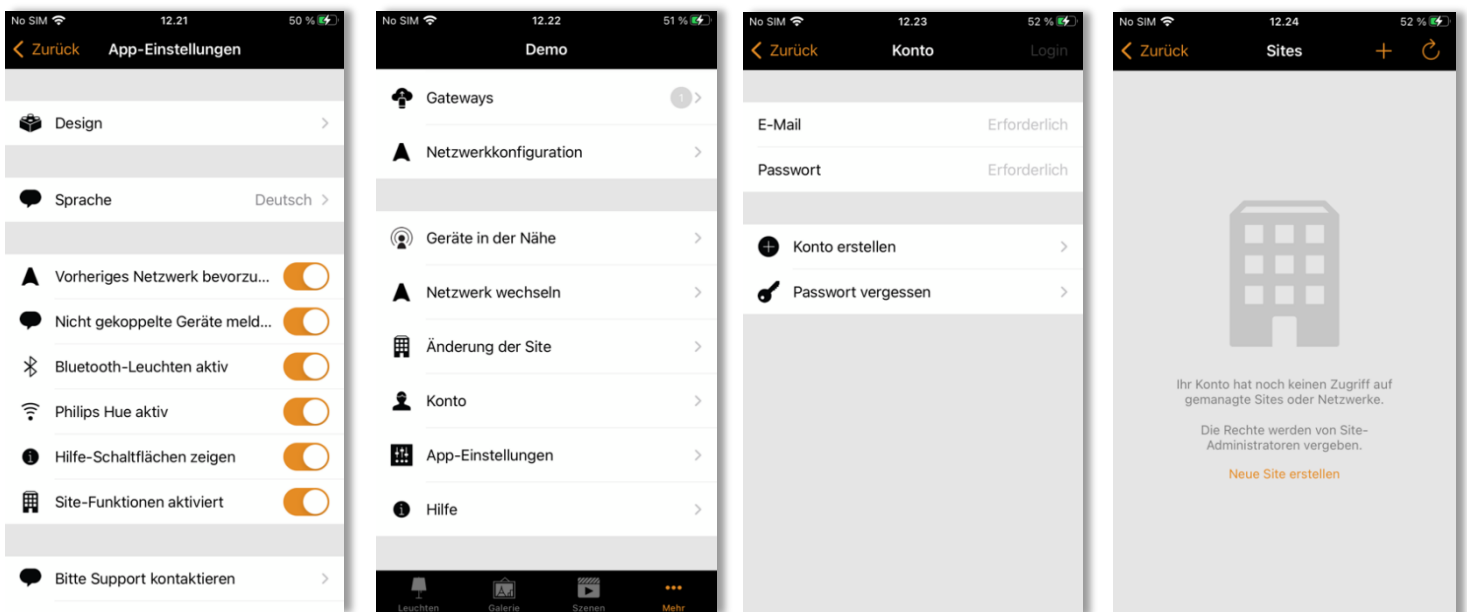 No SIM 12.21 50 %
Zurück App-Einstellungen
Design
Sprache Deutsch
Vorheriges Netzwerk bevorzu...
Nicht gekoppelte Geräte meld...
Bluetooth-Leuchten aktiv
Philips Hue aktiv
Hilfe-Schaltflächen zeigen
Site-Funktionen aktiviert
Bitte Support kontaktieren
No SIM 12.22 51 %
Demo
Gateways 1
Netzwerkkonfiguration
Geräte in der Nähe
Netzwerk wechseln
Änderung der Site
Konto
App-Einstellungen
Hilfe
Leuchten Galerie Szenen Mehr
No SIM 12.23 52 %
Zurück Konto Login
E-Mail Erforderlich
Passwort Erforderlich
Konto erstellen
Passwort vergessen
No SIM 12.24 52 %
Zurück Sites
Ihr Konto hat noch keinen Zugriff auf
gemanagte Sites oder Netzwerke.
Die Rechte werden von Site-
Administratoren vergeben.
Neue Site erstellen